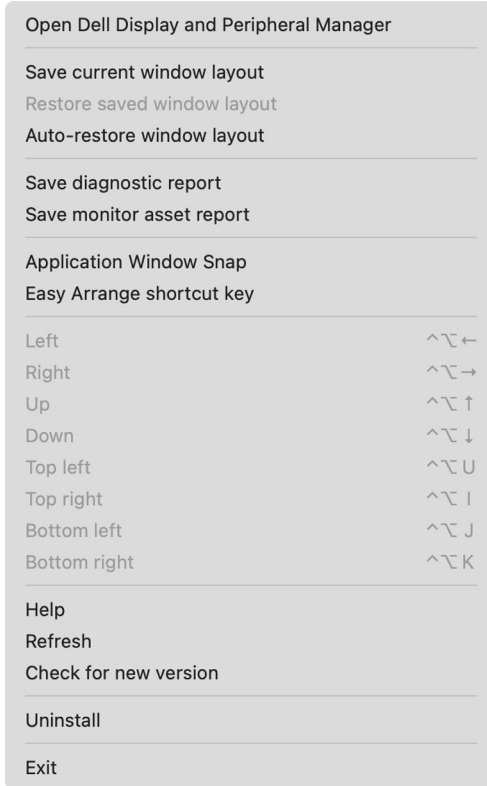 Open Dell Display and Peripheral Manager
Save current window layout
Restore saved window layout
Auto-restore window layout
Save diagnostic report
Save monitor asset report
Application Window Snap
Easy Arrange shortcut key
Left ^⌥←
Right ^⌥→
Up ^⌥↑
Down ^⌥↓
Top left ^⌥U
Top right ^⌥I
Bottom left ^⌥J
Bottom right ^⌥K
Help
Refresh
Check for new version
Uninstall
Exit